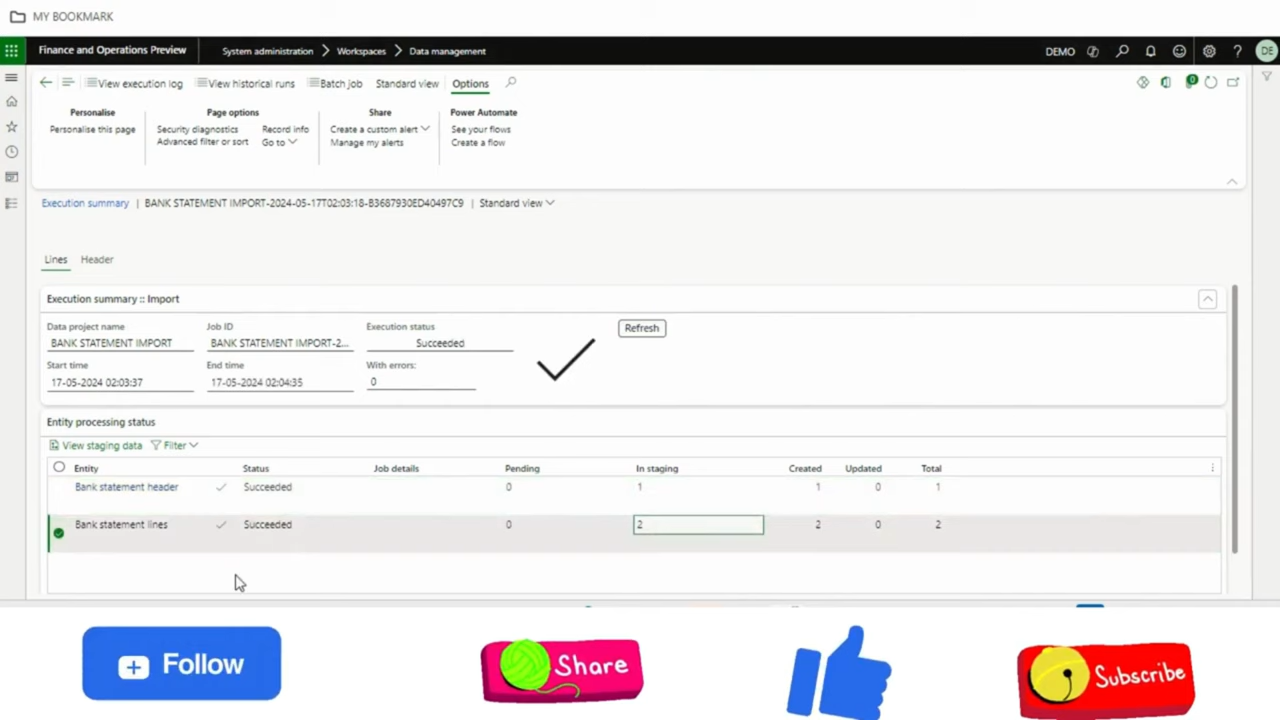 MY BOOKMARK
Finance and Operations Preview
System administration
Workspaces
Data management
DEMO
?
DE
View execution log
View historical runs
Batch job
Standard view
Options
0
Personalise
Page options
Share
Power Automate
Personalise this page
Security diagnostics
Record info
Create a custom alert
See your flows
Advanced filter or sort
Go to
Manage my alerts
Create a flow
Execution summary | BANK STATEMENT IMPORT-2024-05-17T02:03:18-B3687930ED40497C9 | Standard view
Lines
Header
Execution summary :: Import
Data project name
Job ID
Execution status
Refresh
BANK STATEMENT IMPORT
BANK STATEMENT IMPORT-2...
Succeeded
Start time
End time
With errors:
17-05-2024 02:03:37
17-05-2024 02:04:35
0
Entity processing status
View staging data
Filter
Entity
Status
Job details
Pending
In staging
Created
Updated
Total
Bank statement header
Succeeded
0
1
1
0
1
Bank statement lines
Succeeded
0
2
2
0
2
Follow
Share
Subscribe